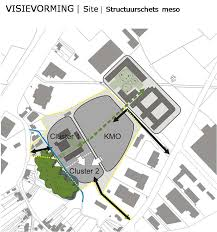 VISIEVORMING | Site | Structuurschets meso
KMO
Cluster 1
Cluster 2